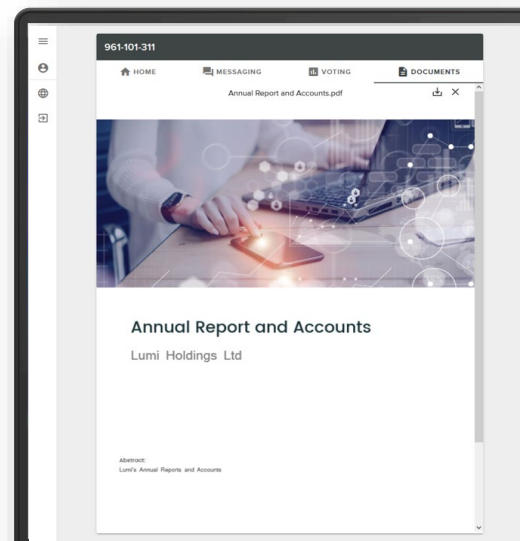 961-101-311
HOME MESSAGING VOTING DOCUMENTS
Annual Report and Accounts.pdf
Annual Report and Accounts
Lumi Holdings Ltd
Abstract:
Lumi's Annual Reports and Accounts